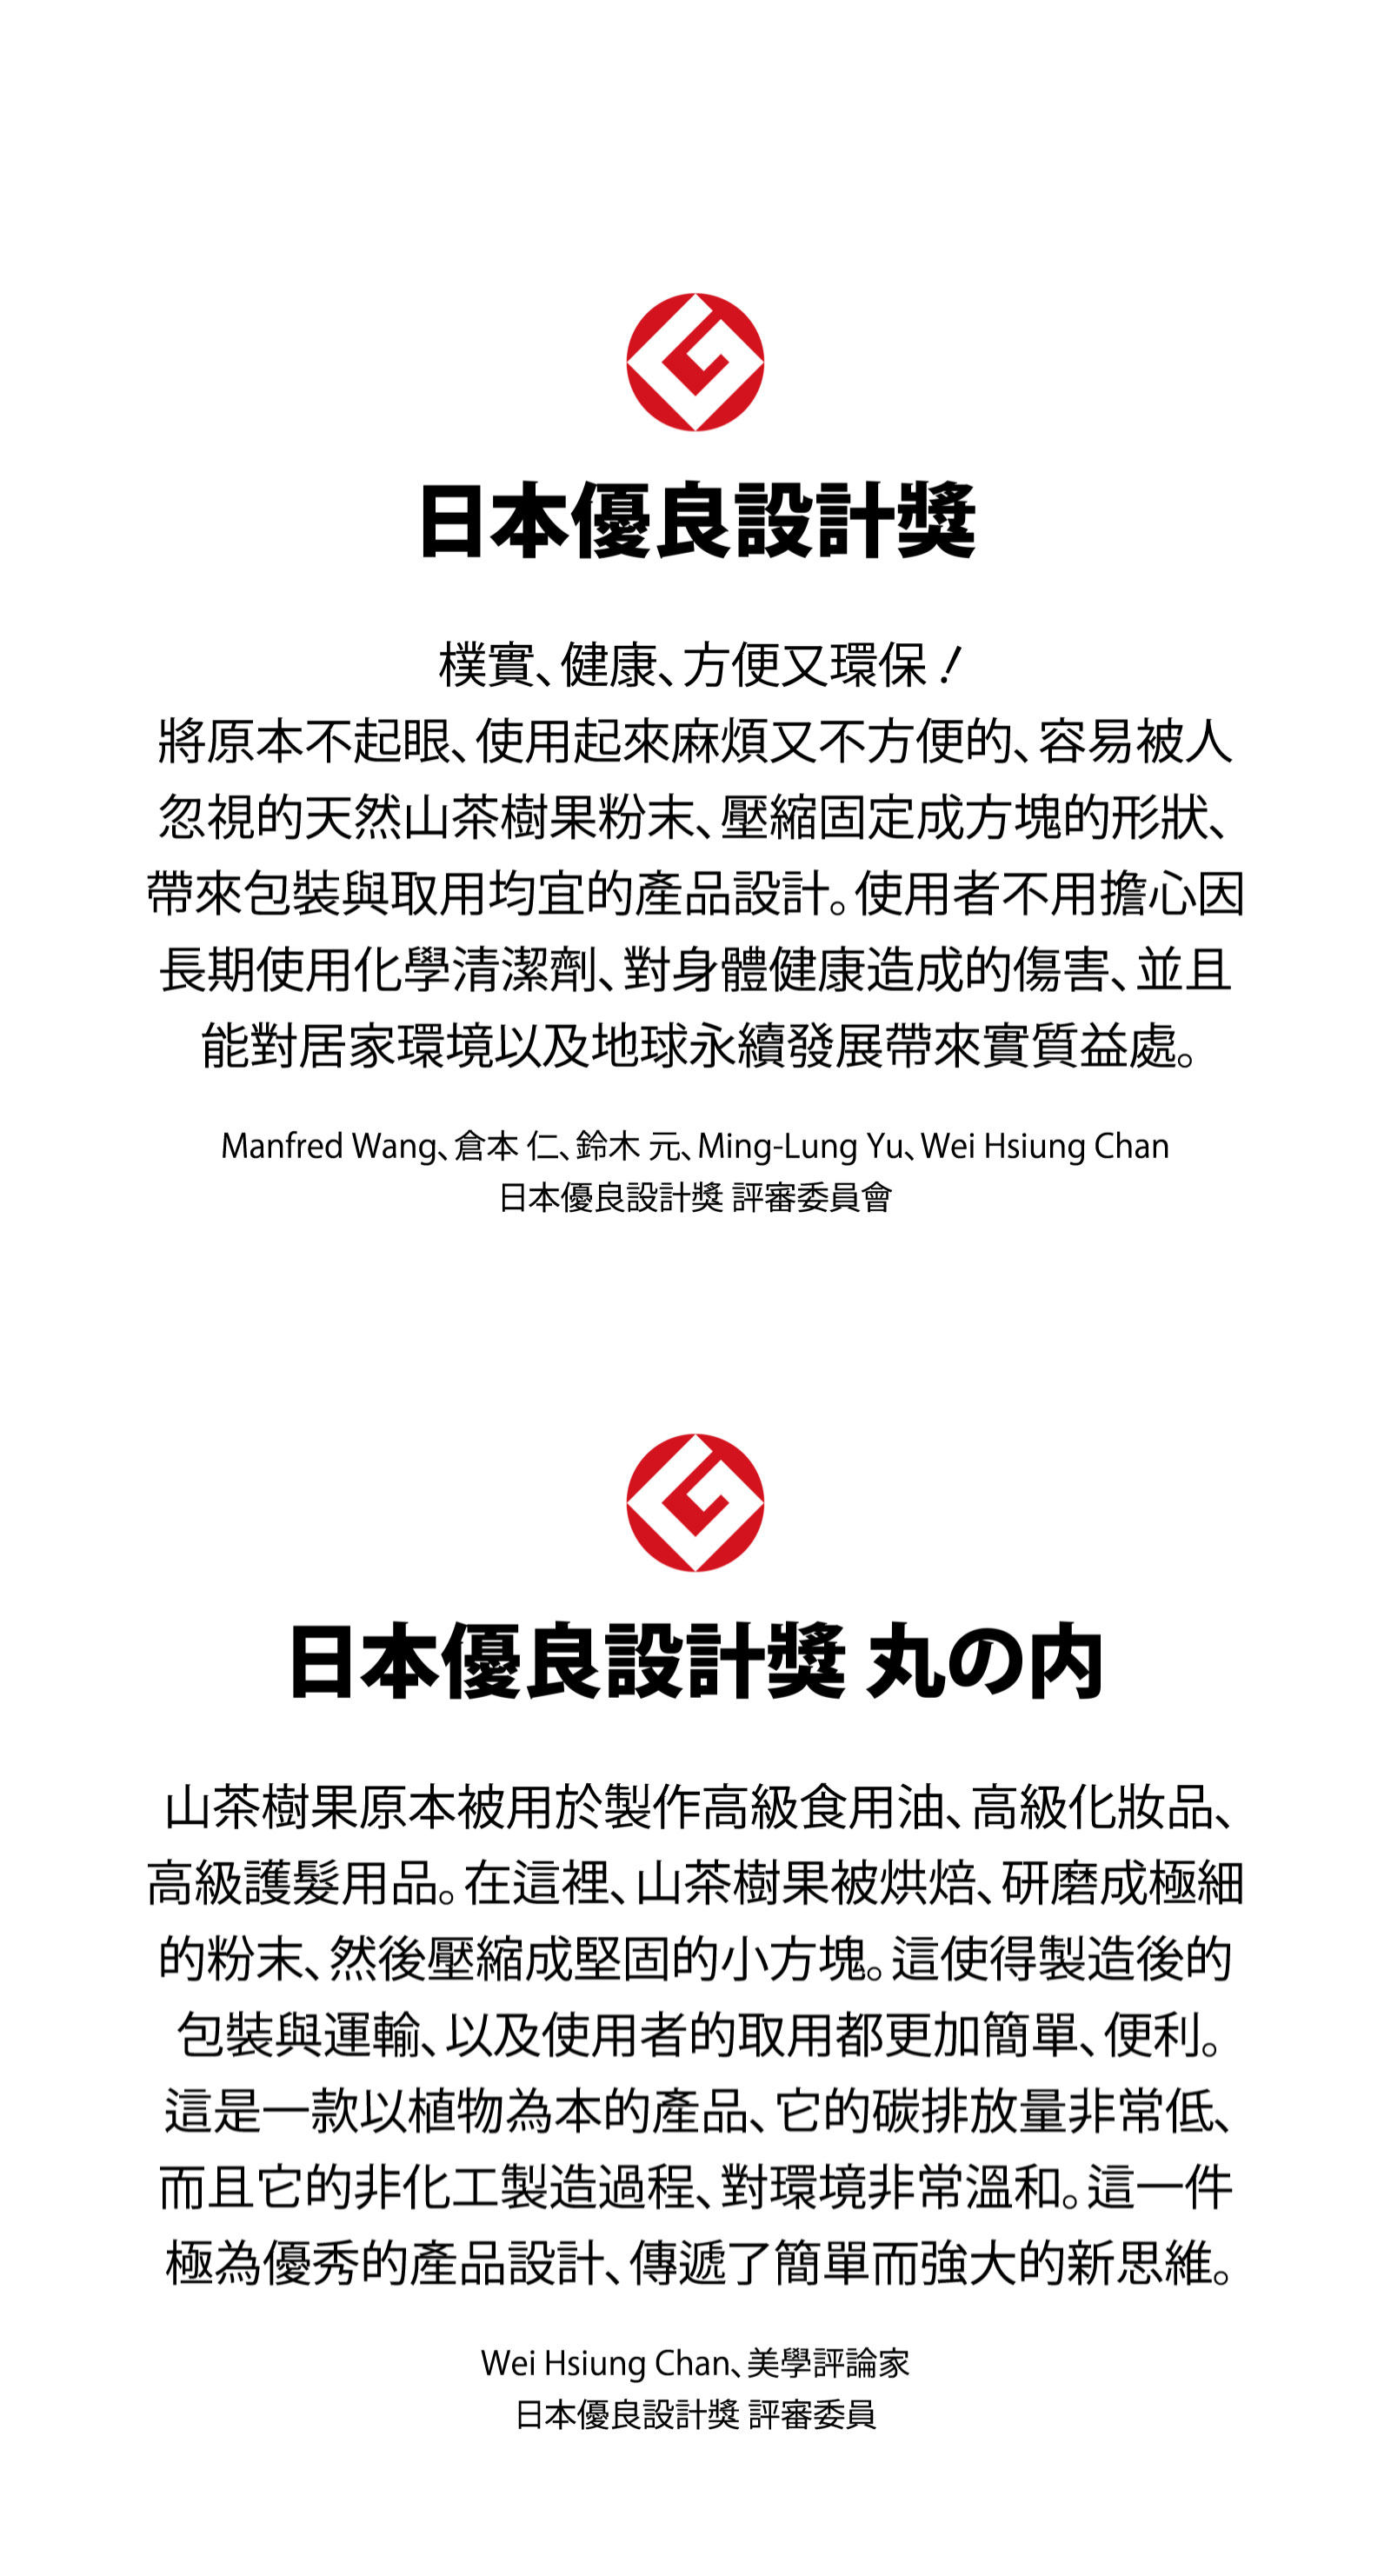 日本優良設計獎
樸實、健康、方便又環保！
將原本不起眼、使用起來麻煩又不方便的、容易被人
忽視的天然山茶樹果粉末、壓縮固定成方塊的形狀、
帶來包裝與取用均宜的產品設計。使用者不用擔心因
長期使用化學清潔劑、對身體健康造成的傷害、並且
能對居家環境以及地球永續發展帶來實質益處。
Manfred Wang、倉本 仁、鈴木 元、Ming-Lung Yu、Wei Hsiung Chan
日本優良設計獎 評審委員會
日本優良設計獎 丸の内
山茶樹果原本被用於製作高級食用油、高級化妝品、
高級護髮用品。在這裡、山茶樹果被烘焙、研磨成極細
的粉末、然後壓縮成堅固的小方塊。這使得製造後的
包裝與運輸、以及使用者的取用都更加簡單、便利。
這是一款以植物為本的產品、它的碳排放量非常低、
而且它的非化工製造過程、對環境非常溫和。這一件
極為優秀的產品設計、傳遞了簡單而強大的新思維。
Wei Hsiung Chan、美學評論家
日本優良設計獎 評審委員